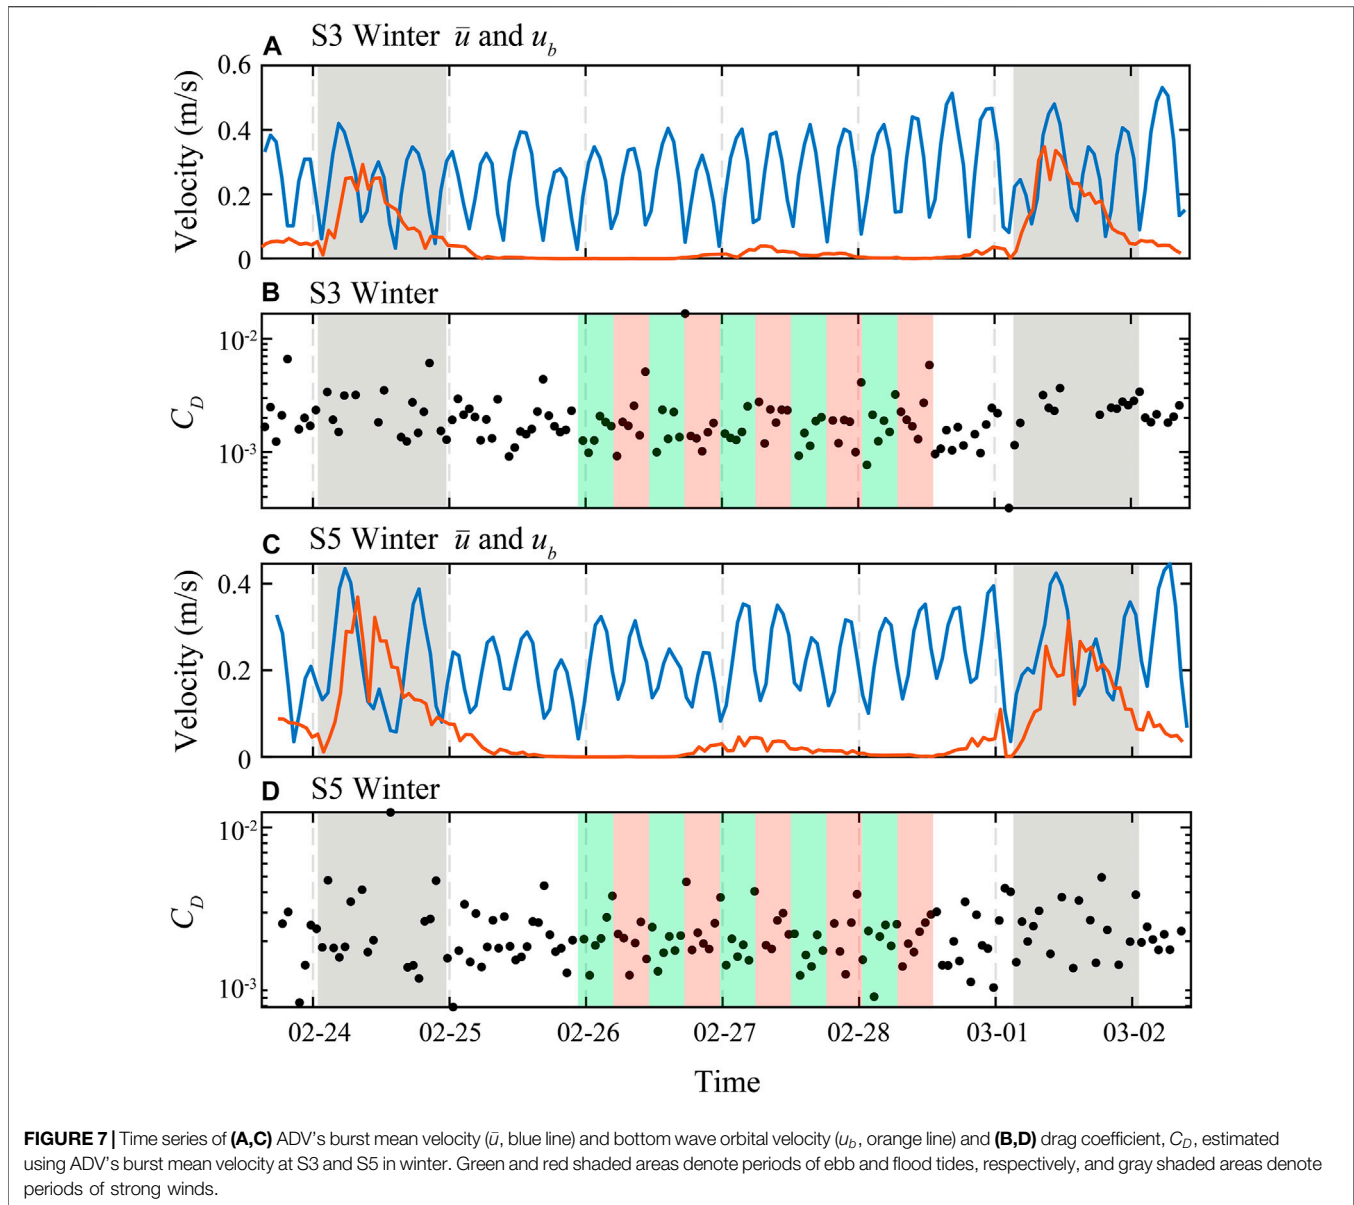 A S3 Winter ū and u_b
0.6
0.4
0.2
0
Velocity (m/s)
B S3 Winter
10⁻²
10⁻³
C_D
C S5 Winter ū and u_b
0.4
0.2
0
Velocity (m/s)
D S5 Winter
10⁻²
10⁻³
C_D
02-24 02-25 02-26 02-27 02-28 03-01 03-02
Time
FIGURE 7 | Time series of (A,C) ADV's burst mean velocity (ū, blue line) and bottom wave orbital velocity (u_b, orange line) and (B,D) drag coefficient, C_D, estimated
using ADV's burst mean velocity at S3 and S5 in winter. Green and red shaded areas denote periods of ebb and flood tides, respectively, and gray shaded areas denote
periods of strong winds.